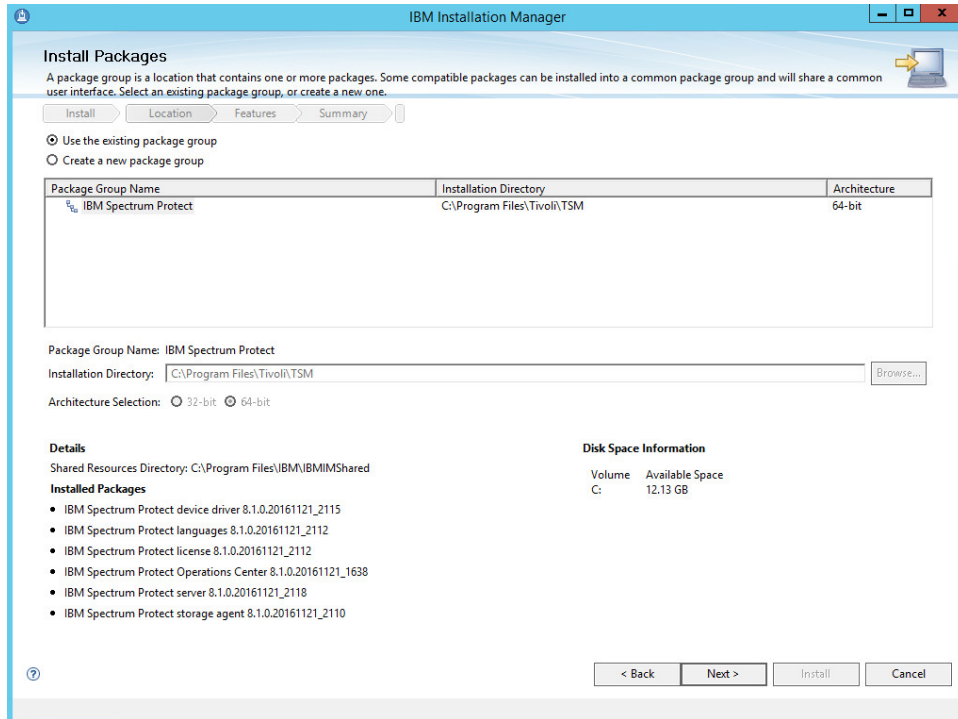 IBM Installation Manager
Install Packages
A package group is a location that contains one or more packages. Some compatible packages can be installed into a common package group and will share a common
user interface. Select an existing package group, or create a new one.
Install Location Features Summary
Use the existing package group
Create a new package group
Package Group Name Installation Directory Architecture
IBM Spectrum Protect C:\Program Files\Tivoli\TSM 64-bit
Package Group Name: IBM Spectrum Protect
Installation Directory: C:\Program Files\Tivoli\TSM Browse...
Architecture Selection: 32-bit 64-bit
Details
Shared Resources Directory: C:\Program Files\IBM\IBMIMShared
Installed Packages
• IBM Spectrum Protect device driver 8.1.0.20161121_2115
• IBM Spectrum Protect languages 8.1.0.20161121_2112
• IBM Spectrum Protect license 8.1.0.20161121_2112
• IBM Spectrum Protect Operations Center 8.1.0.20161121_1638
• IBM Spectrum Protect server 8.1.0.20161121_2118
• IBM Spectrum Protect storage agent 8.1.0.20161121_2110
Disk Space Information
Volume Available Space
C: 12.13 GB
? < Back Next > Install Cancel